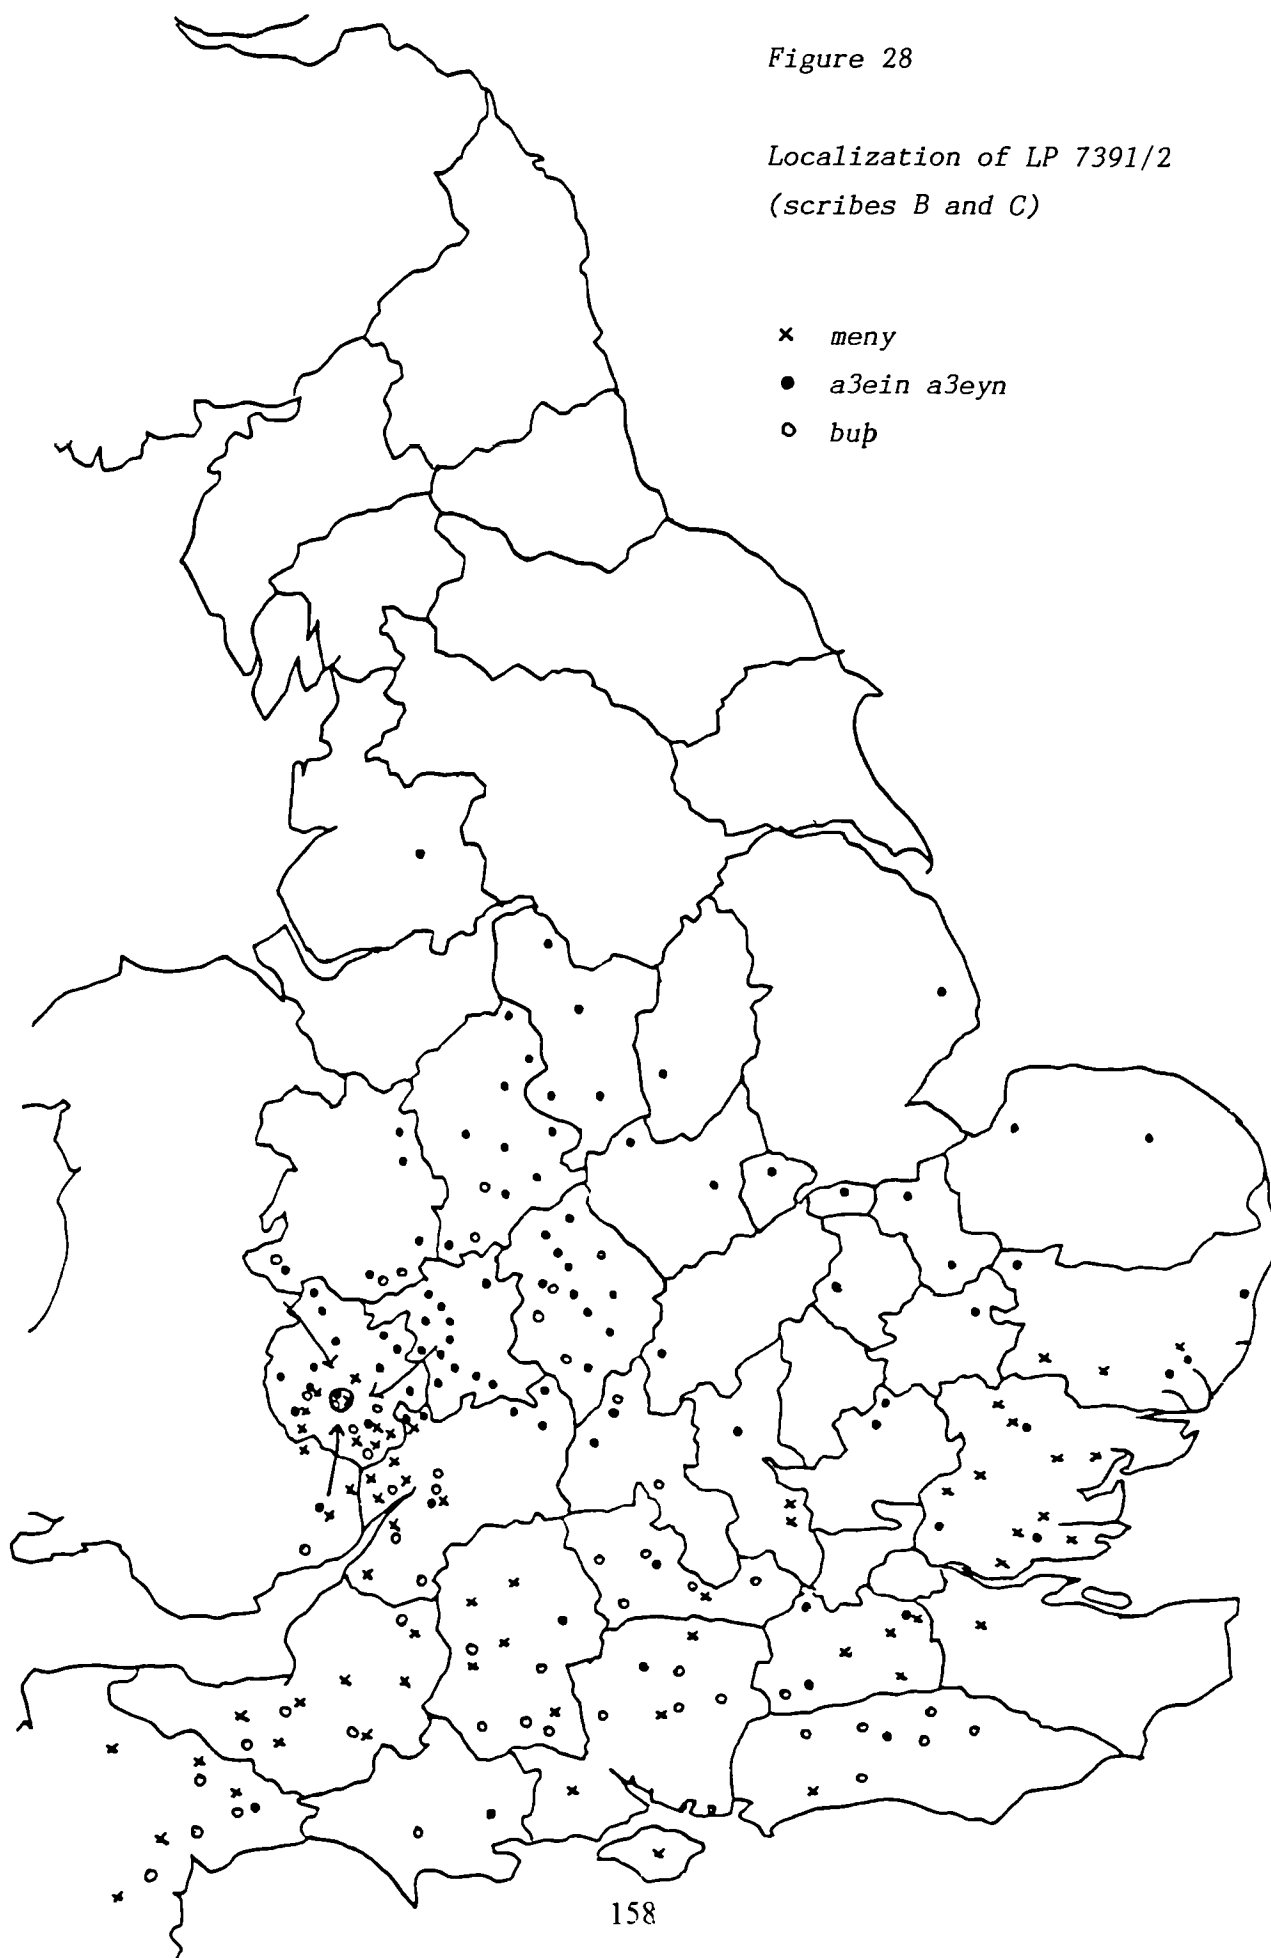 Figure 28
Localization of LP 7391/2
(scribes B and C)
× meny
● a3ein a3eyn
○ buþ
158